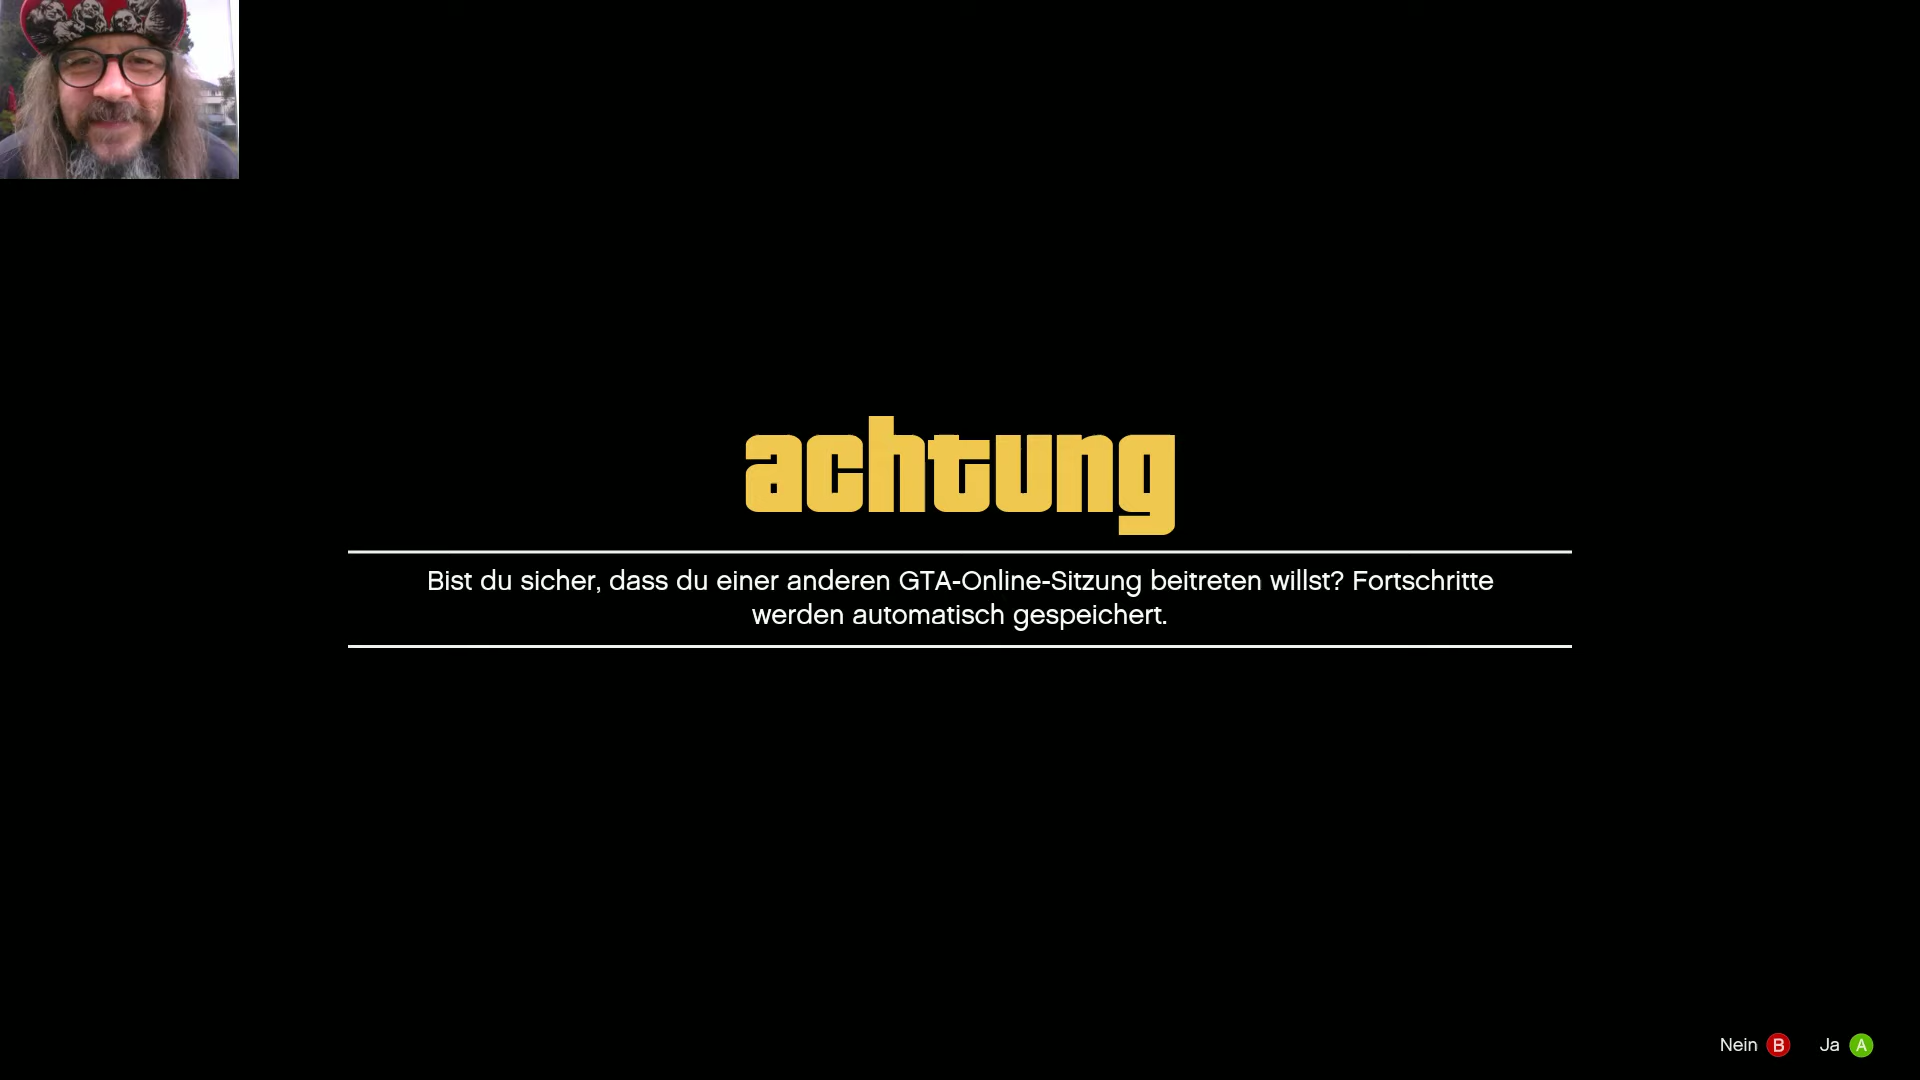 achtung
Bist du sicher, dass du einer anderen GTA-Online-Sitzung beitreten willst? Fortschritte
werden automatisch gespeichert.
Nein B Ja A